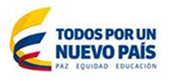 TODOS POR UN
NUEVO PAÍS
PAZ EQUIDAD EDUCACIÓN